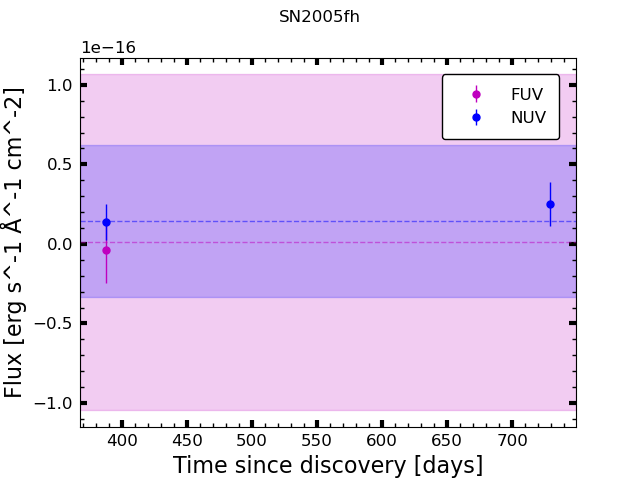 SN2005fh
1e−16
FUV
NUV
1.0
0.5
0.0
−0.5
−1.0
Flux [erg s^-1 Å^-1 cm^-2]
400 450 500 550 600 650 700
Time since discovery [days]